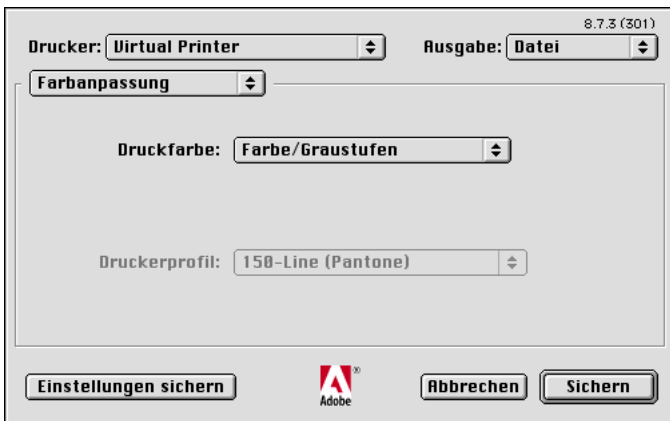 8.7.3 (301)
Drucker: Virtual Printer Ausgabe: Datei
Farbanpassung
Druckfarbe: Farbe/Graustufen
Druckerprofil: 150-Line (Pantone)
Einstellungen sichern Adobe® Abbrechen Sichern